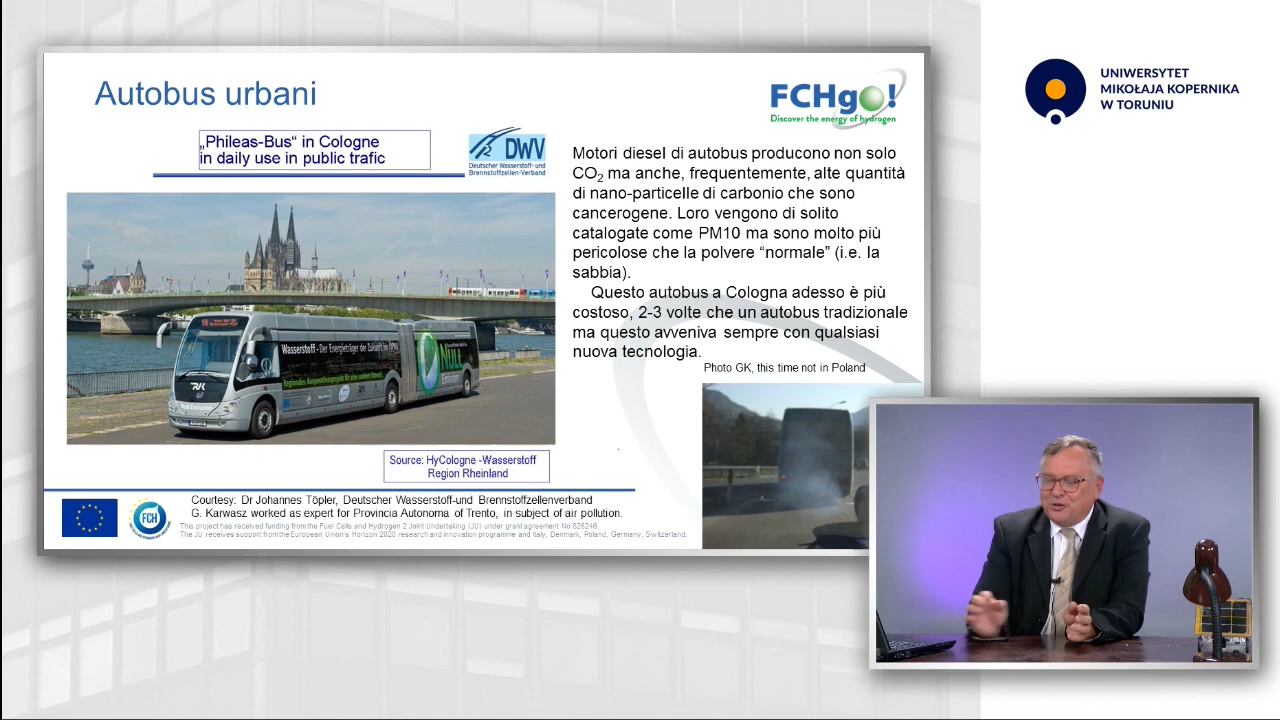 Autobus urbani
FCHgo!
Discover the energy of hydrogen
„Phileas-Bus“ in Cologne
in daily use in public trafic
DWV
Deutscher Wasserstoff- und
Brennstoffzellen-Verband
Motori diesel di autobus producono non solo
CO₂ ma anche, frequentemente, alte quantità
di nano-particelle di carbonio che sono
cancerogene. Loro vengono di solito
catalogate come PM10 ma sono molto più
pericolose che la polvere “normale” (i.e. la
sabbia).
Questo autobus a Cologna adesso è più
costoso, 2-3 volte che un autobus tradizionale
ma questo avveniva sempre con qualsiasi
nuova tecnologia.
Photo GK, this time not in Poland
Wasserstoff - Der Energieträger der Zukunft
NULL
Source: HyCologne -Wasserstoff
Region Rheinland
Courtesy: Dr Johannes Töpler, Deutscher Wasserstoff-und Brennstoffzellenverband
G. Karwasz worked as expert for Provincia Autonoma of Trento, in subject of air pollution.
FCH
This project has received funding from the Fuel Cells and Hydrogen 2 Joint Undertaking (JU) under grant agreement No 826246.
The JU receives support from the European Union's Horizon 2020 research and innovation programme and Italy, Denmark, Poland, Germany, Switzerland.
UNIWERSYTET
MIKOŁAJA KOPERNIKA
W TORUNIU